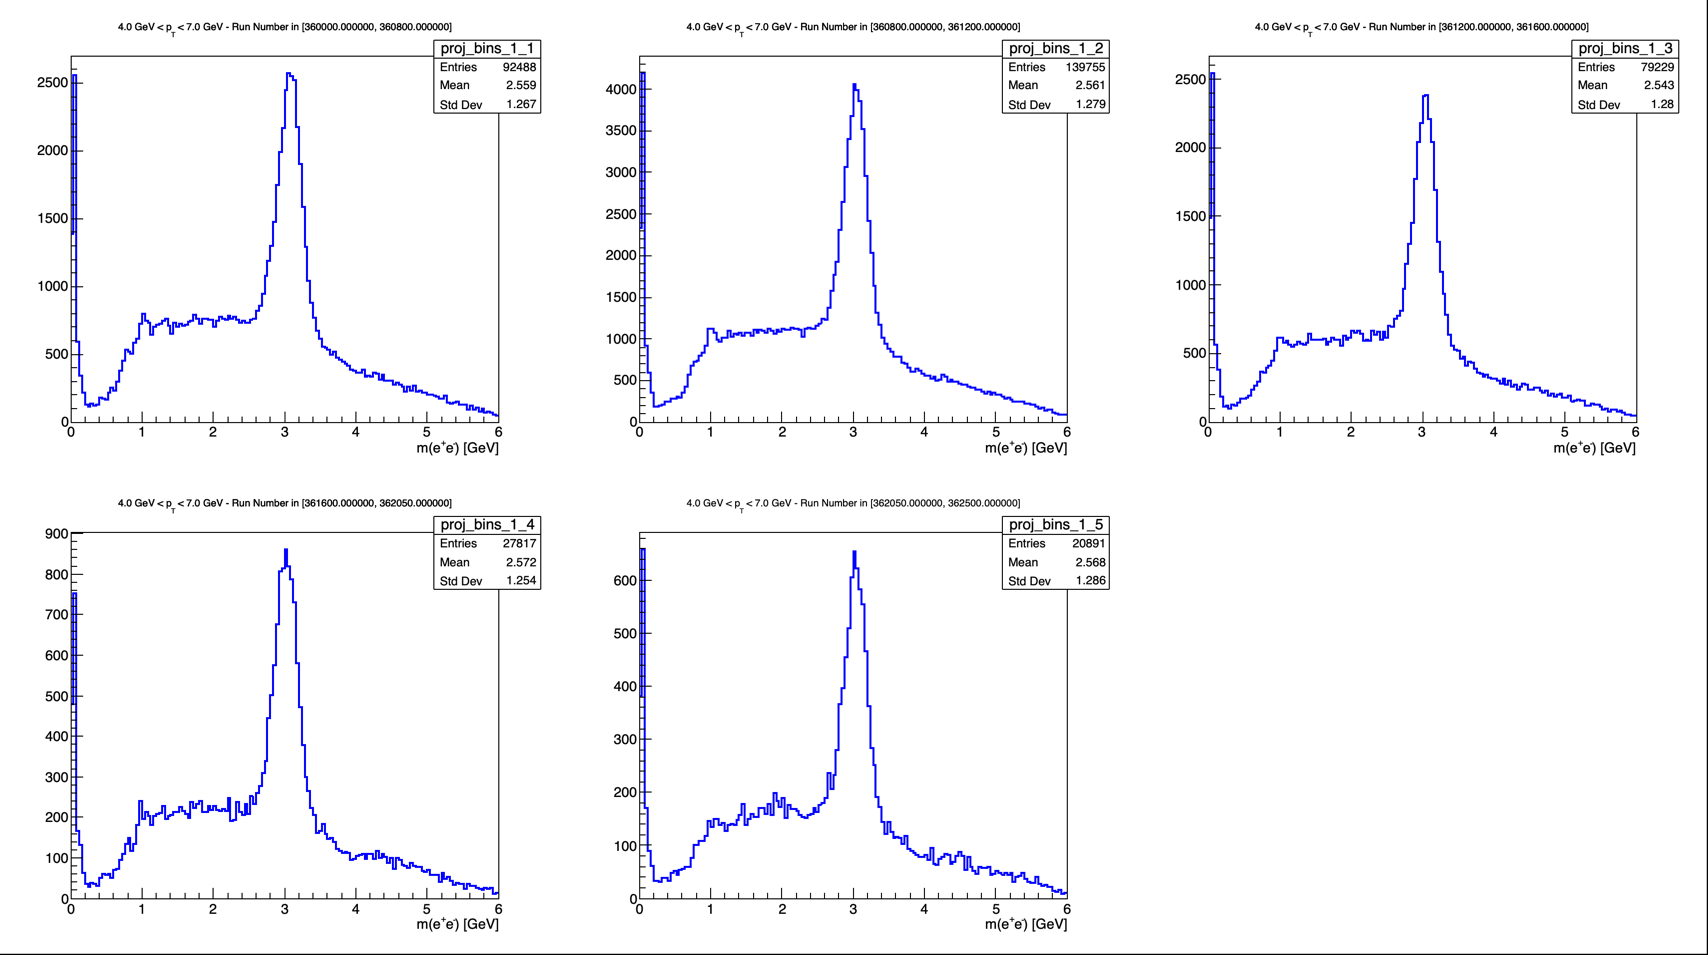 4.0 GeV < p_T < 7.0 GeV - Run Number in [360000.000000, 360800.000000]
proj_bins_1_1
Entries 92488
Mean 2.559
Std Dev 1.267
2500
2000
1500
1000
500
0
0 1 2 3 4 5 6
m(e⁺e⁻) [GeV]
4.0 GeV < p_T < 7.0 GeV - Run Number in [360800.000000, 361200.000000]
proj_bins_1_2
Entries 139755
Mean 2.561
Std Dev 1.279
4000
3500
3000
2500
2000
1500
1000
500
0
0 1 2 3 4 5 6
m(e⁺e⁻) [GeV]
4.0 GeV < p_T < 7.0 GeV - Run Number in [361200.000000, 361600.000000]
proj_bins_1_3
Entries 79229
Mean 2.543
Std Dev 1.28
2500
2000
1500
1000
500
0
0 1 2 3 4 5 6
m(e⁺e⁻) [GeV]
4.0 GeV < p_T < 7.0 GeV - Run Number in [361600.000000, 362050.000000]
proj_bins_1_4
Entries 27817
Mean 2.572
Std Dev 1.254
900
800
700
600
500
400
300
200
100
0
0 1 2 3 4 5 6
m(e⁺e⁻) [GeV]
4.0 GeV < p_T < 7.0 GeV - Run Number in [362050.000000, 362500.000000]
proj_bins_1_5
Entries 20891
Mean 2.568
Std Dev 1.286
600
500
400
300
200
100
0
0 1 2 3 4 5 6
m(e⁺e⁻) [GeV]